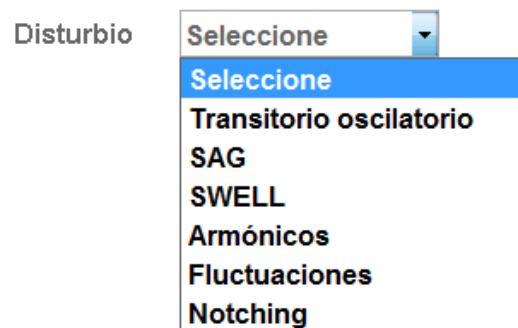 Disturbio Seleccione
Seleccione
Transitorio oscilatorio
SAG
SWELL
Armónicos
Fluctuaciones
Notching